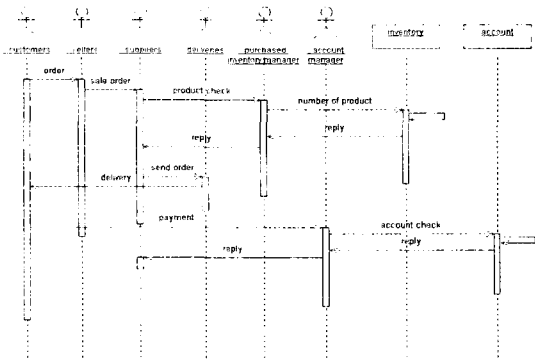 customers
suppliers
deliveries
purchased
inventory manager
account
manager
inventory
account
order
sale order
product check
number of product
reply
reply
send order
delivery
payment
account check
reply
reply